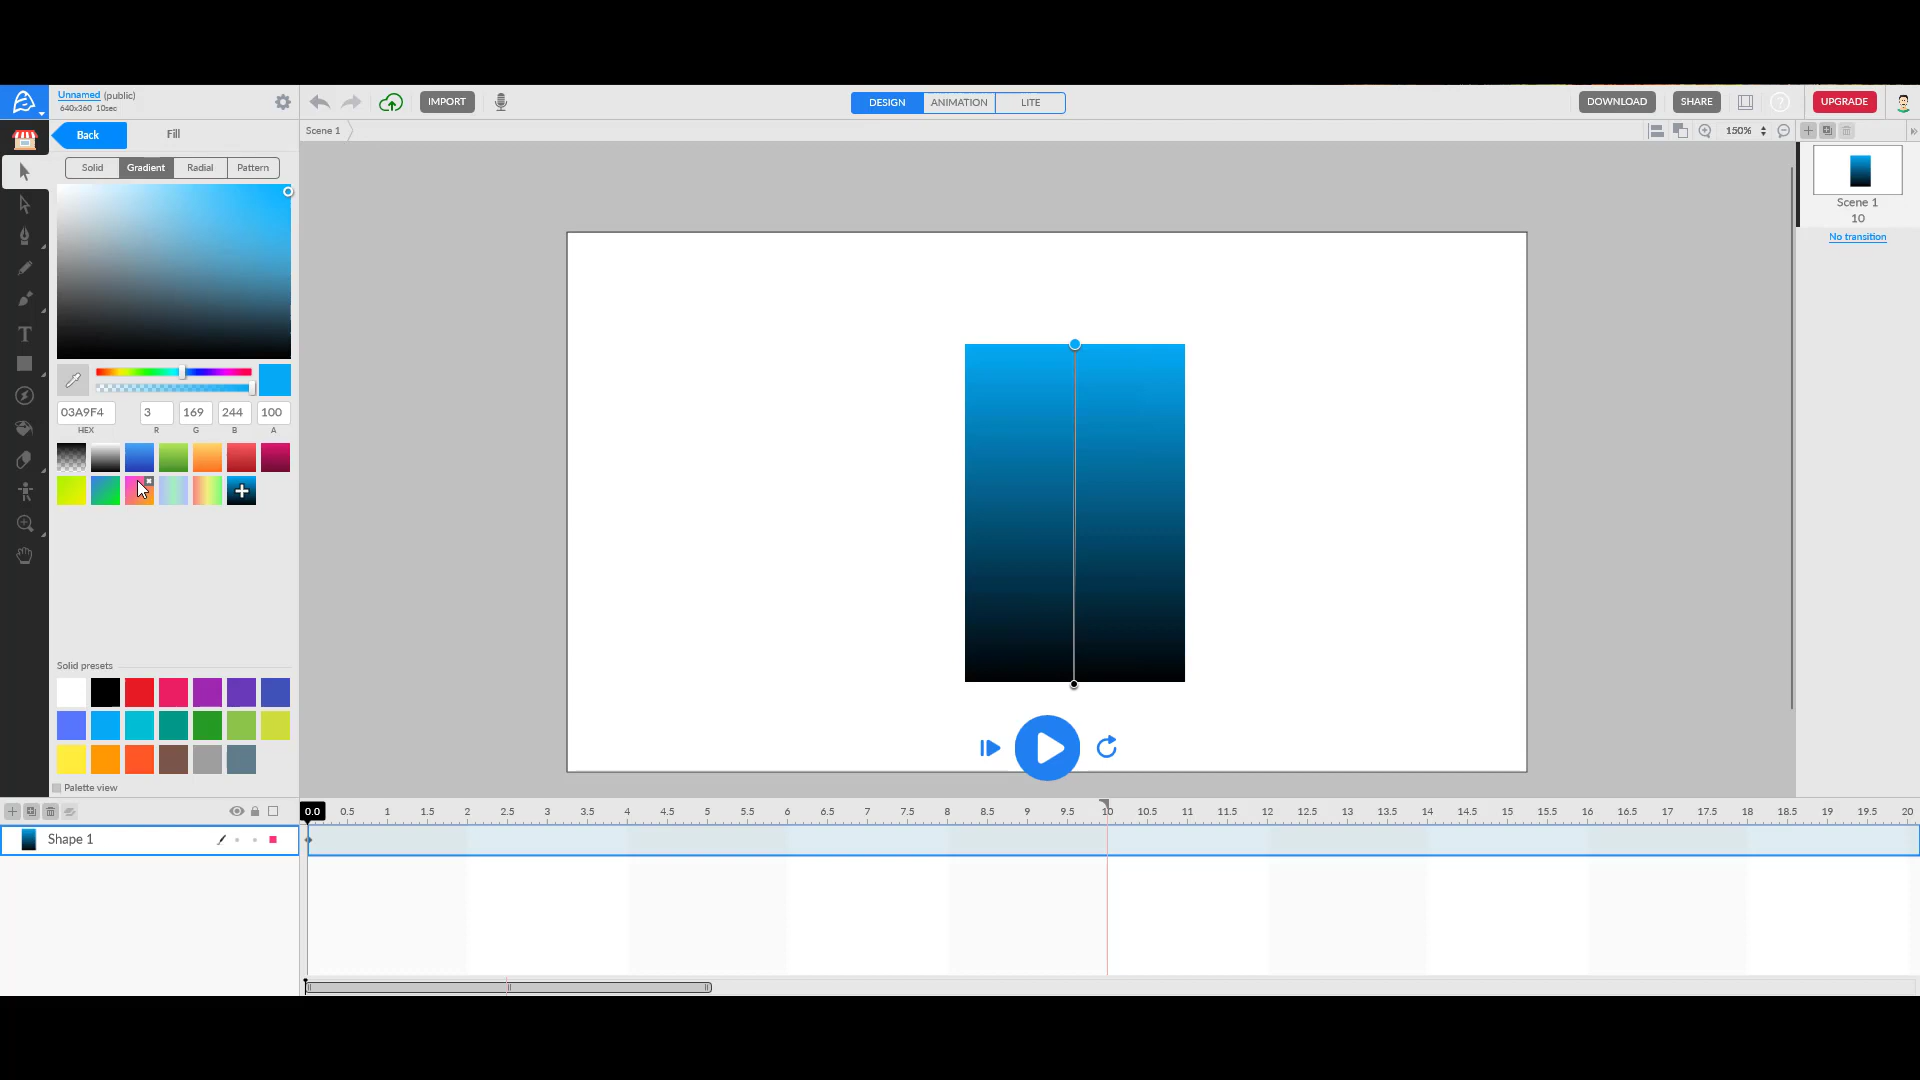 Unnamed (public)
640x360 10sec
IMPORT
DESIGN
ANIMATION
LITE
DOWNLOAD
SHARE
UPGRADE
Back
Fill
Scene 1
150%
Solid
Gradient
Radial
Pattern
Scene 1
10
No transition
03A9F4
3
169
244
100
HEX
R
G
B
A
Solid presets
Palette view
0.0 0.5 1 1.5 2 2.5 3 3.5 4 4.5 5 5.5 6 6.5 7 7.5 8 8.5 9 9.5 10 10.5 11 11.5 12 12.5 13 13.5 14 14.5 15 15.5 16 16.5 17 17.5 18 18.5 19 19.5 20
Shape 1